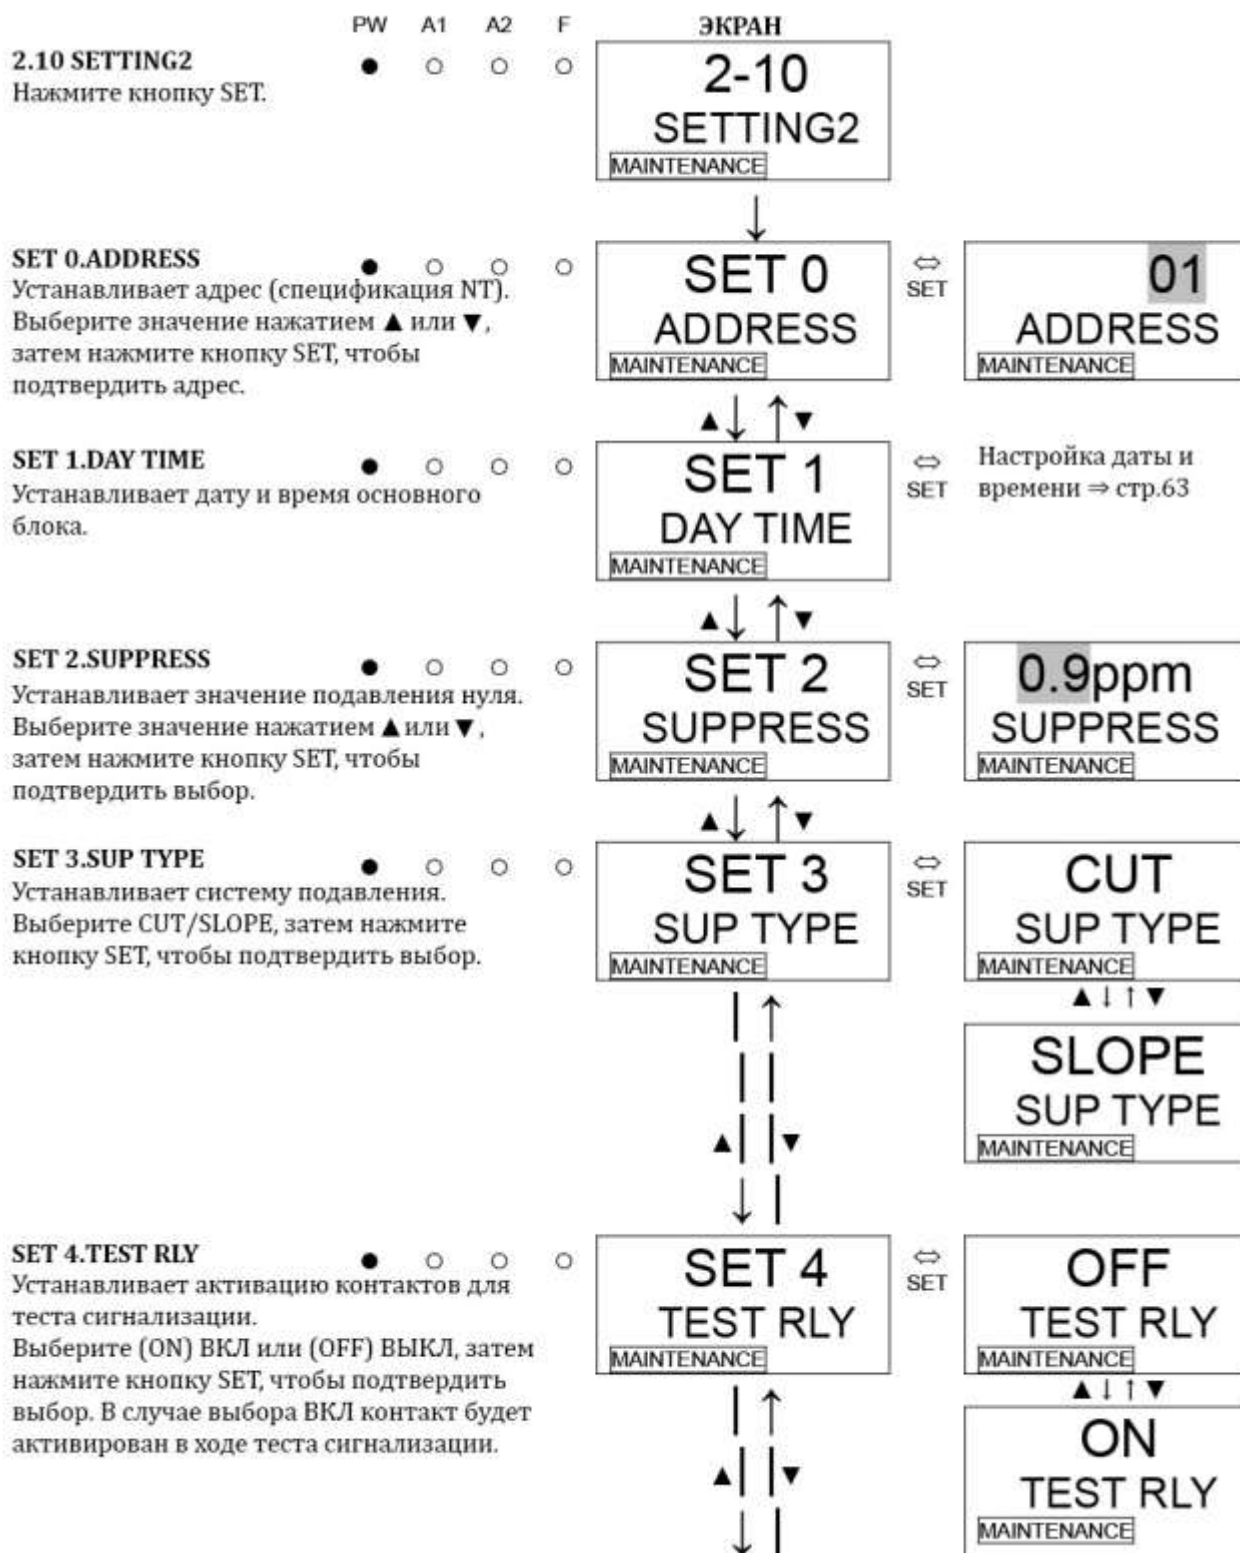 PW A1 A2 F ЭКРАН
2.10 SETTING2
Нажмите кнопку SET.
2-10
SETTING2
MAINTENANCE
SET 0.ADDRESS
Устанавливает адрес (спецификация NT).
Выберите значение нажатием ▲ или ▼,
затем нажмите кнопку SET, чтобы
подтвердить адрес.
SET 0
ADDRESS
MAINTENANCE
SET
01
ADDRESS
MAINTENANCE
SET 1.DAY TIME
Устанавливает дату и время основного
блока.
SET 1
DAY TIME
MAINTENANCE
SET
Настройка даты и
времени ⇒ стр.63
SET 2.SUPPRESS
Устанавливает значение подавления нуля.
Выберите значение нажатием ▲ или ▼,
затем нажмите кнопку SET, чтобы
подтвердить выбор.
SET 2
SUPPRESS
MAINTENANCE
SET
0.9ppm
SUPPRESS
MAINTENANCE
SET 3.SUP TYPE
Устанавливает систему подавления.
Выберите CUT/SLOPE, затем нажмите
кнопку SET, чтобы подтвердить выбор.
SET 3
SUP TYPE
MAINTENANCE
SET
CUT
SUP TYPE
MAINTENANCE
SLOPE
SUP TYPE
MAINTENANCE
SET 4.TEST RLY
Устанавливает активацию контактов для
теста сигнализации.
Выберите (ON) ВКЛ или (OFF) ВЫКЛ, затем
нажмите кнопку SET, чтобы подтвердить
выбор. В случае выбора ВКЛ контакт будет
активирован в ходе теста сигнализации.
SET 4
TEST RLY
MAINTENANCE
SET
OFF
TEST RLY
MAINTENANCE
ON
TEST RLY
MAINTENANCE